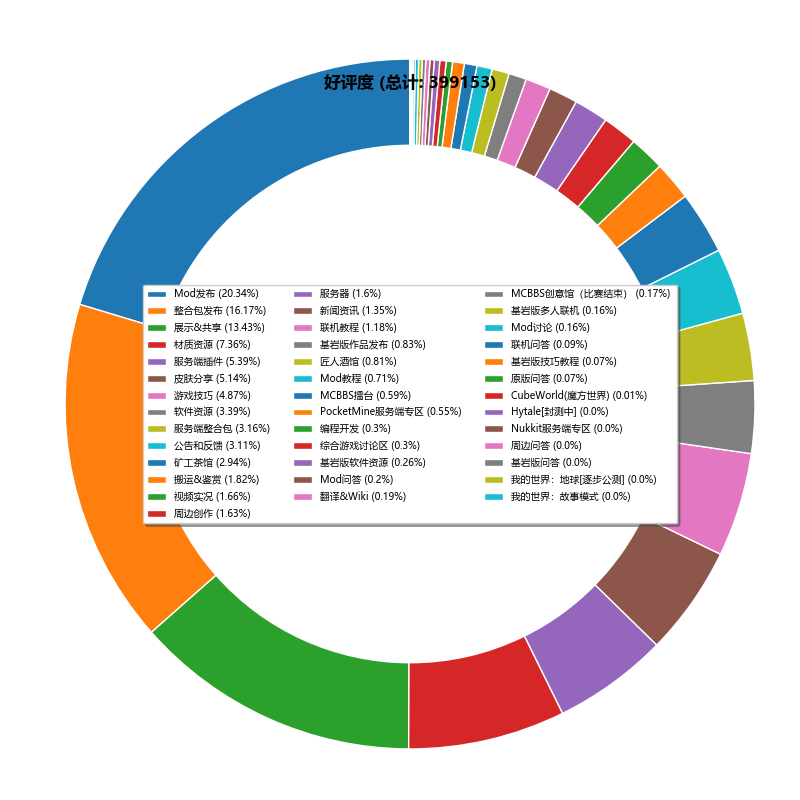 好评度 (总计: 399153)
Mod发布 (20.34%)
整合包发布 (16.17%)
展示&共享 (13.43%)
材质资源 (7.36%)
服务端插件 (5.39%)
皮肤分享 (5.14%)
游戏技巧 (4.87%)
软件资源 (3.39%)
服务端整合包 (3.16%)
公告和反馈 (3.11%)
矿工茶馆 (2.94%)
搬运&鉴赏 (1.82%)
视频实况 (1.66%)
周边创作 (1.63%)
服务器 (1.6%)
新闻资讯 (1.35%)
联机教程 (1.18%)
基岩版作品发布 (0.83%)
匠人酒馆 (0.81%)
Mod教程 (0.71%)
MCBBS擂台 (0.59%)
PocketMine服务端专区 (0.55%)
编程开发 (0.3%)
综合游戏讨论区 (0.3%)
基岩版软件资源 (0.26%)
Mod问答 (0.2%)
翻译&Wiki (0.19%)
MCBBS创意馆（比赛结束） (0.17%)
基岩版多人联机 (0.16%)
Mod讨论 (0.16%)
联机问答 (0.09%)
基岩版技巧教程 (0.07%)
原版问答 (0.07%)
CubeWorld(魔方世界) (0.01%)
Hytale[封测中] (0.0%)
Nukkit服务端专区 (0.0%)
周边问答 (0.0%)
基岩版问答 (0.0%)
我的世界：地球[逐步公测] (0.0%)
我的世界：故事模式 (0.0%)